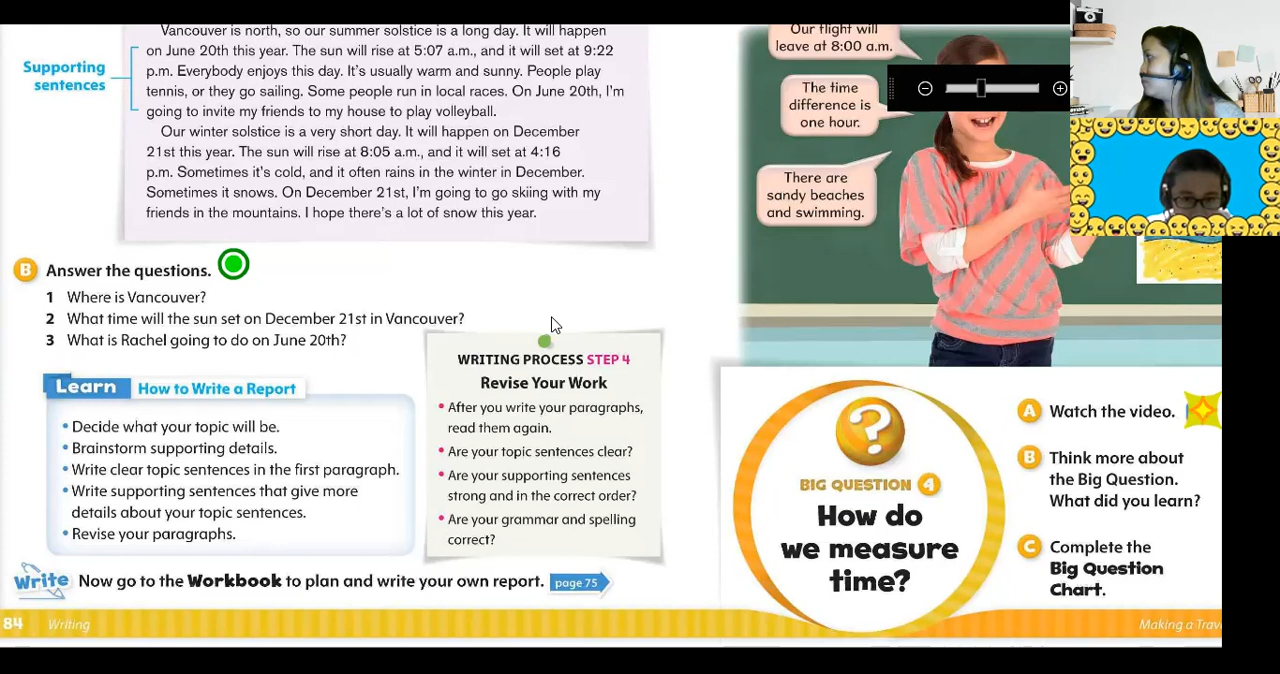 Vancouver is north, so our summer solstice is a long day. It will happen
on June 20th this year. The sun will rise at 5:07 a.m., and it will set at 9:22
p.m. Everybody enjoys this day. It's usually warm and sunny. People play
tennis, or they go sailing. Some people run in local races. On June 20th, I'm
going to invite my friends to my house to play volleyball.
Our winter solstice is a very short day. It will happen on December
21st this year. The sun will rise at 8:05 a.m., and it will set at 4:16
p.m. Sometimes it's cold, and it often rains in the winter in December.
Sometimes it snows. On December 21st, I'm going to go skiing with my
friends in the mountains. I hope there's a lot of snow this year.
Supporting
sentences
B Answer the questions.
1 Where is Vancouver?
2 What time will the sun set on December 21st in Vancouver?
3 What is Rachel going to do on June 20th?
Learn How to Write a Report
• Decide what your topic will be.
• Brainstorm supporting details.
• Write clear topic sentences in the first paragraph.
• Write supporting sentences that give more
details about your topic sentences.
• Revise your paragraphs.
WRITING PROCESS STEP 4
Revise Your Work
• After you write your paragraphs,
read them again.
• Are your topic sentences clear?
• Are your supporting sentences
strong and in the correct order?
• Are your grammar and spelling
correct?
Write Now go to the Workbook to plan and write your own report. page 75
84 Writing
Our flight will
leave at 8:00 a.m.
The time
difference is
one hour.
There are
sandy beaches
and swimming.
?
BIG QUESTION 4
How do
we measure
time?
A Watch the video.
B Think more about
the Big Question.
What did you learn?
C Complete the
Big Question
Chart.
Making a Trav